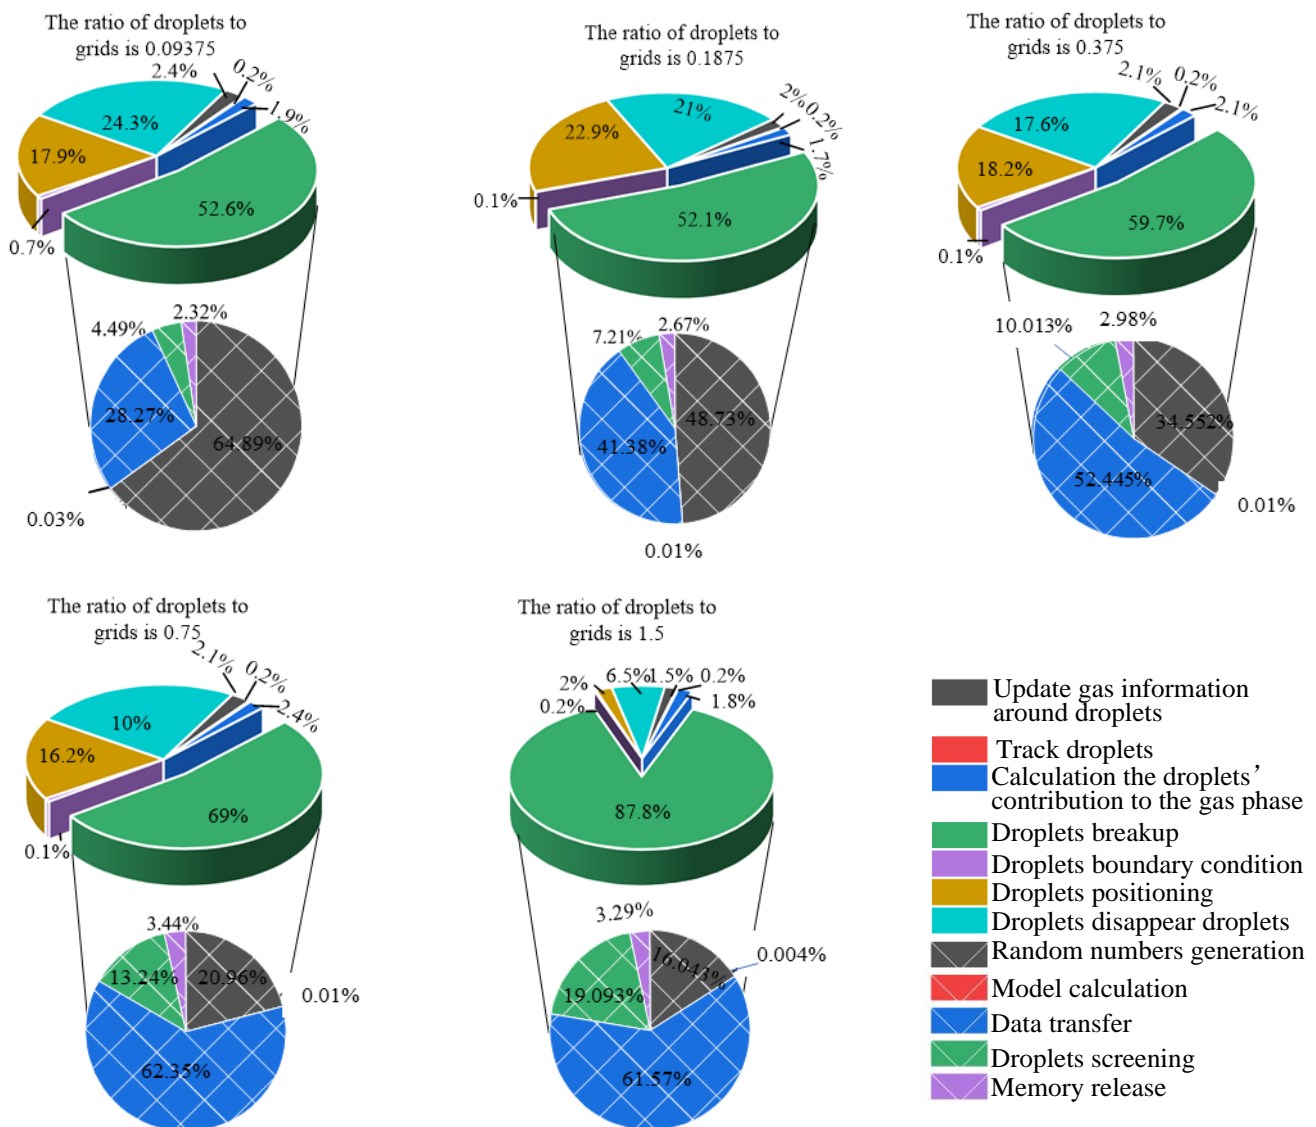 The ratio of droplets to
grids is 0.09375
2.4%
0.2%
1.9%
24.3%
17.9%
52.6%
0.7%
4.49%
2.32%
28.27%
64.89%
0.03%
The ratio of droplets to
grids is 0.1875
21%
2%
0.2%
1.7%
22.9%
0.1%
52.1%
7.21%
2.67%
48.73%
41.38%
0.01%
The ratio of droplets to
grids is 0.375
2.1%
0.2%
2.1%
17.6%
18.2%
59.7%
0.1%
10.013%
2.98%
34.552%
52.445%
0.01%
The ratio of droplets to
grids is 0.75
2.1%
0.2%
2.4%
10%
16.2%
69%
0.1%
3.44%
13.24%
20.96%
0.01%
62.35%
The ratio of droplets to
grids is 1.5
6.5%
1.5%
0.2%
2%
0.2%
1.8%
87.8%
3.29%
16.043%
0.004%
19.093%
61.57%
Update gas information
around droplets
Track droplets
Calculation the droplets’
contribution to the gas phase
Droplets breakup
Droplets boundary condition
Droplets positioning
Droplets disappear droplets
Random numbers generation
Model calculation
Data transfer
Droplets screening
Memory release